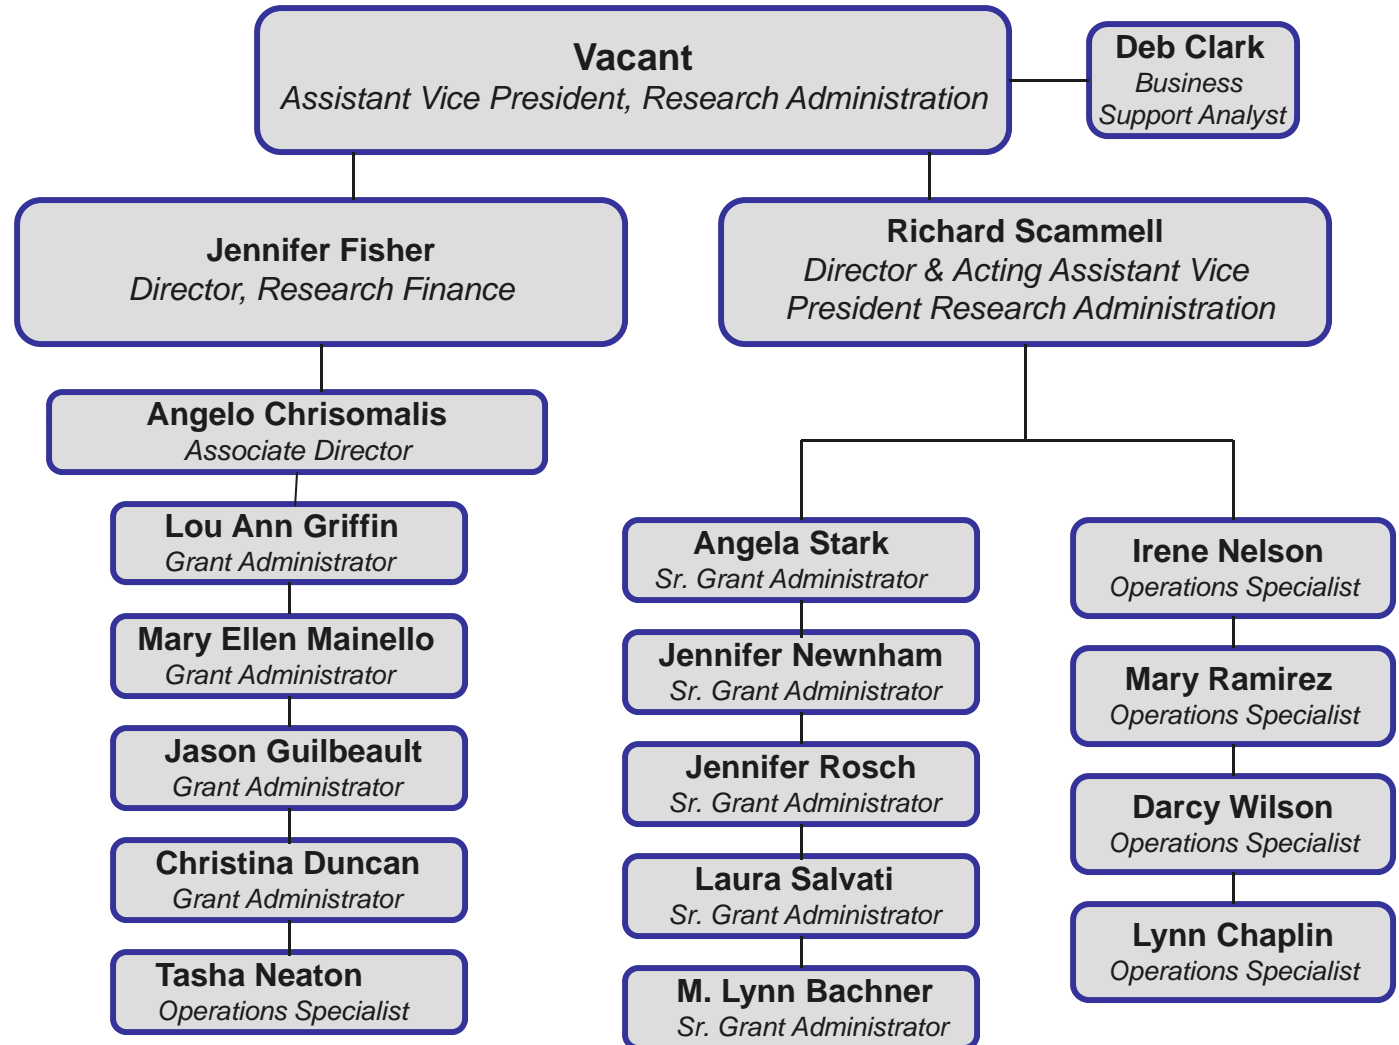 Vacant
Assistant Vice President, Research Administration
Deb Clark
Business
Support Analyst
Jennifer Fisher
Director, Research Finance
Richard Scammell
Director & Acting Assistant Vice
President Research Administration
Angelo Chrisomalis
Associate Director
Lou Ann Griffin
Grant Administrator
Mary Ellen Mainello
Grant Administrator
Jason Guilbeault
Grant Administrator
Christina Duncan
Grant Administrator
Tasha Neaton
Operations Specialist
Angela Stark
Sr. Grant Administrator
Jennifer Newnham
Sr. Grant Administrator
Jennifer Rosch
Sr. Grant Administrator
Laura Salvati
Sr. Grant Administrator
M. Lynn Bachner
Sr. Grant Administrator
Irene Nelson
Operations Specialist
Mary Ramirez
Operations Specialist
Darcy Wilson
Operations Specialist
Lynn Chaplin
Operations Specialist